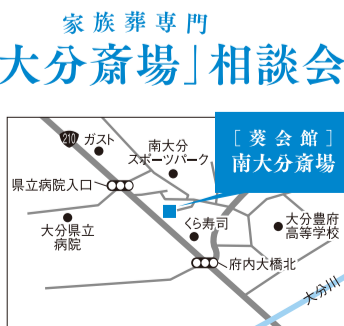 家族葬専門
大分斎場」相談会
［葵会館］
南大分斎場
210
ガスト
南大分
スポーツパーク
県立病院入口
大分県立
病院
くら寿司
大分豊府
高等学校
府内大橋北
大分川